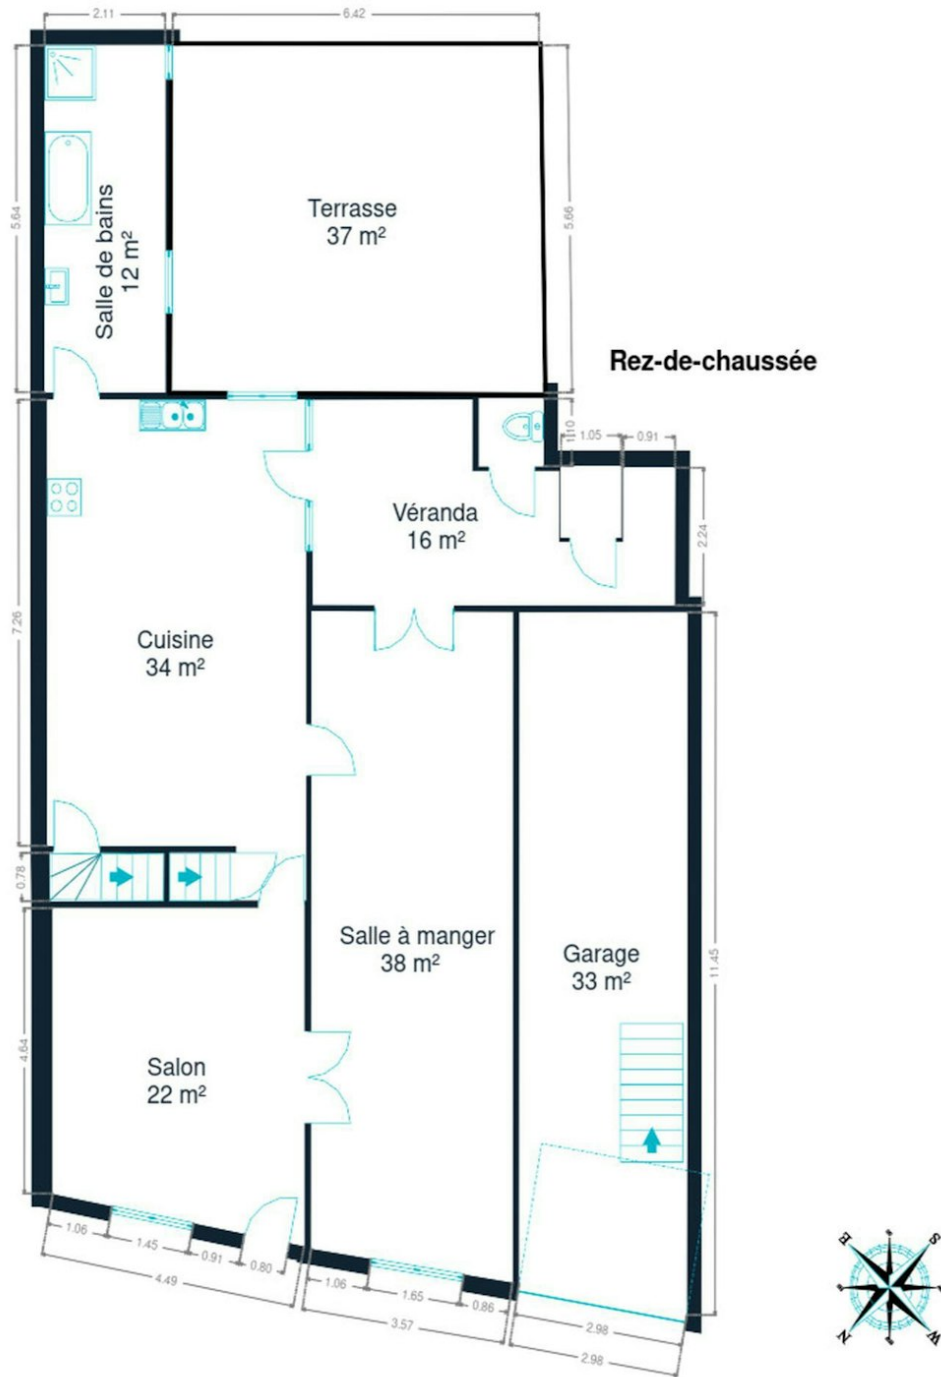 2.11
6.42
5.64
5.66
Salle de bains
12 m²
Terrasse
37 m²
Rez-de-chaussée
1.10
1.05
0.91
2.24
Véranda
16 m²
7.26
Cuisine
34 m²
0.78
Salle à manger
38 m²
Garage
33 m²
11.45
4.64
Salon
22 m²
1.06
1.45
0.91
0.80
4.49
1.06
1.65
0.86
3.57
2.98
2.98
E
S
N
W